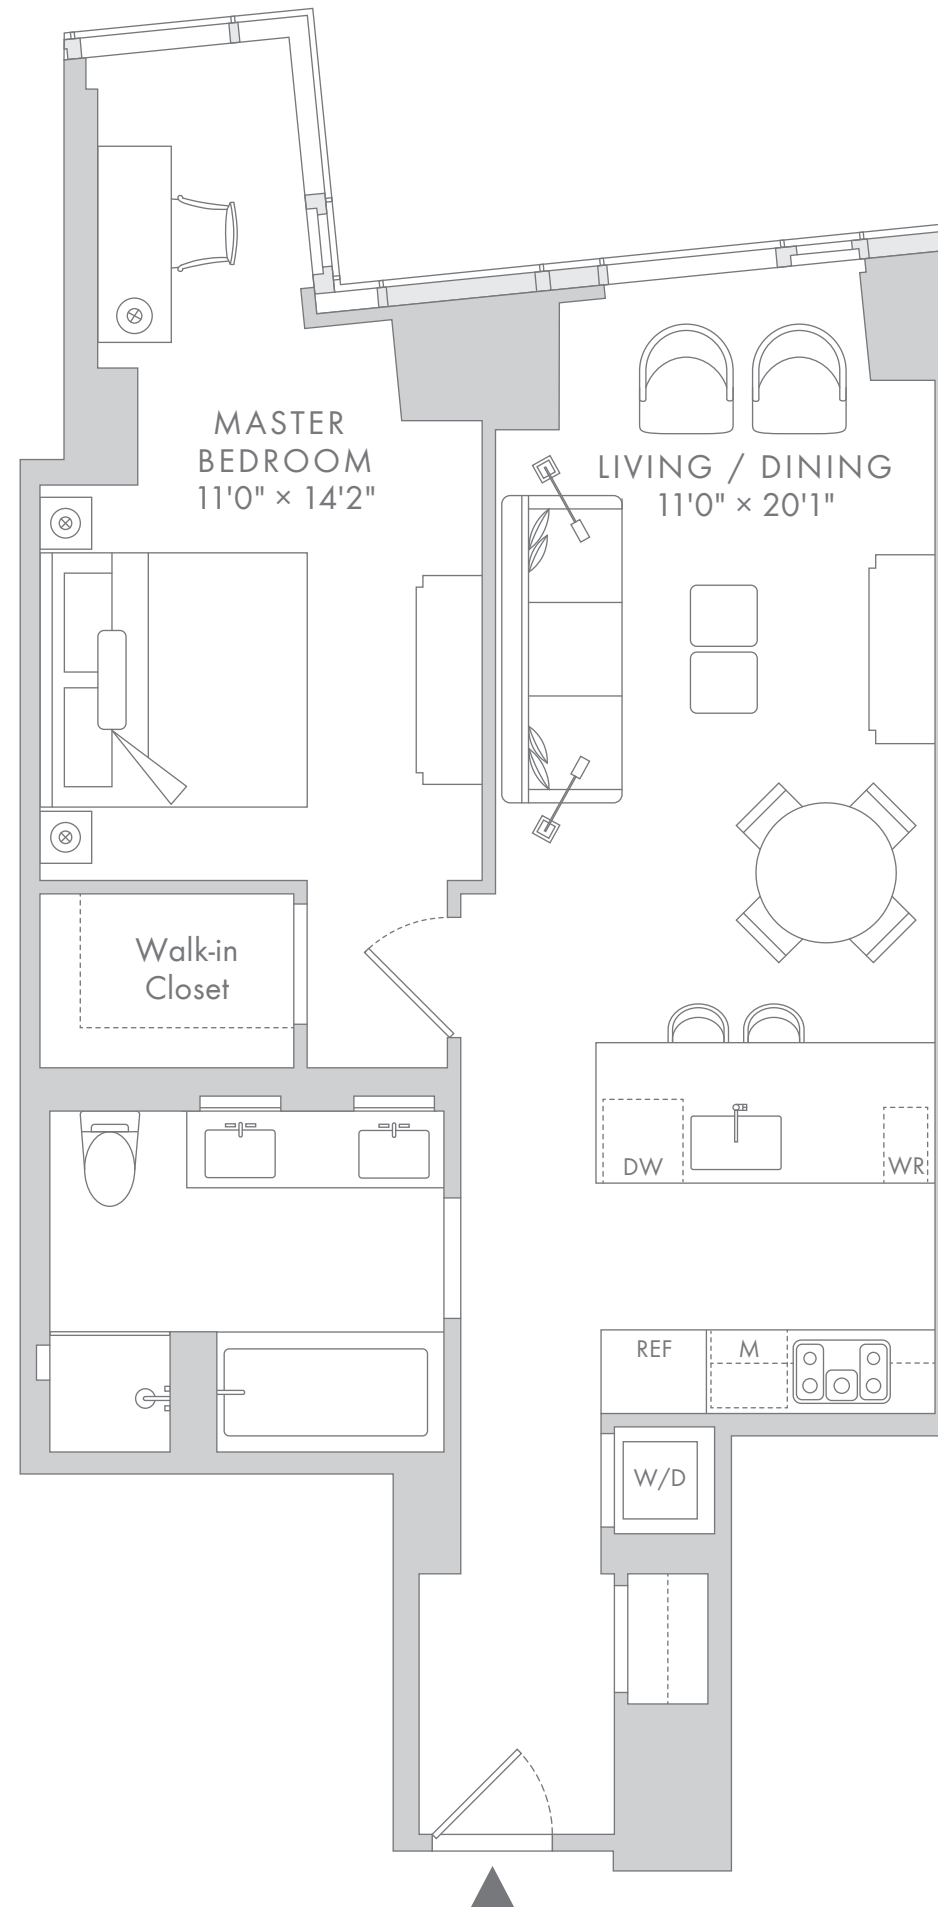 MASTER
BEDROOM
11'0" × 14'2"
LIVING / DINING
11'0" × 20'1"
Walk-in
Closet
DW
WR
REF
M
W/D